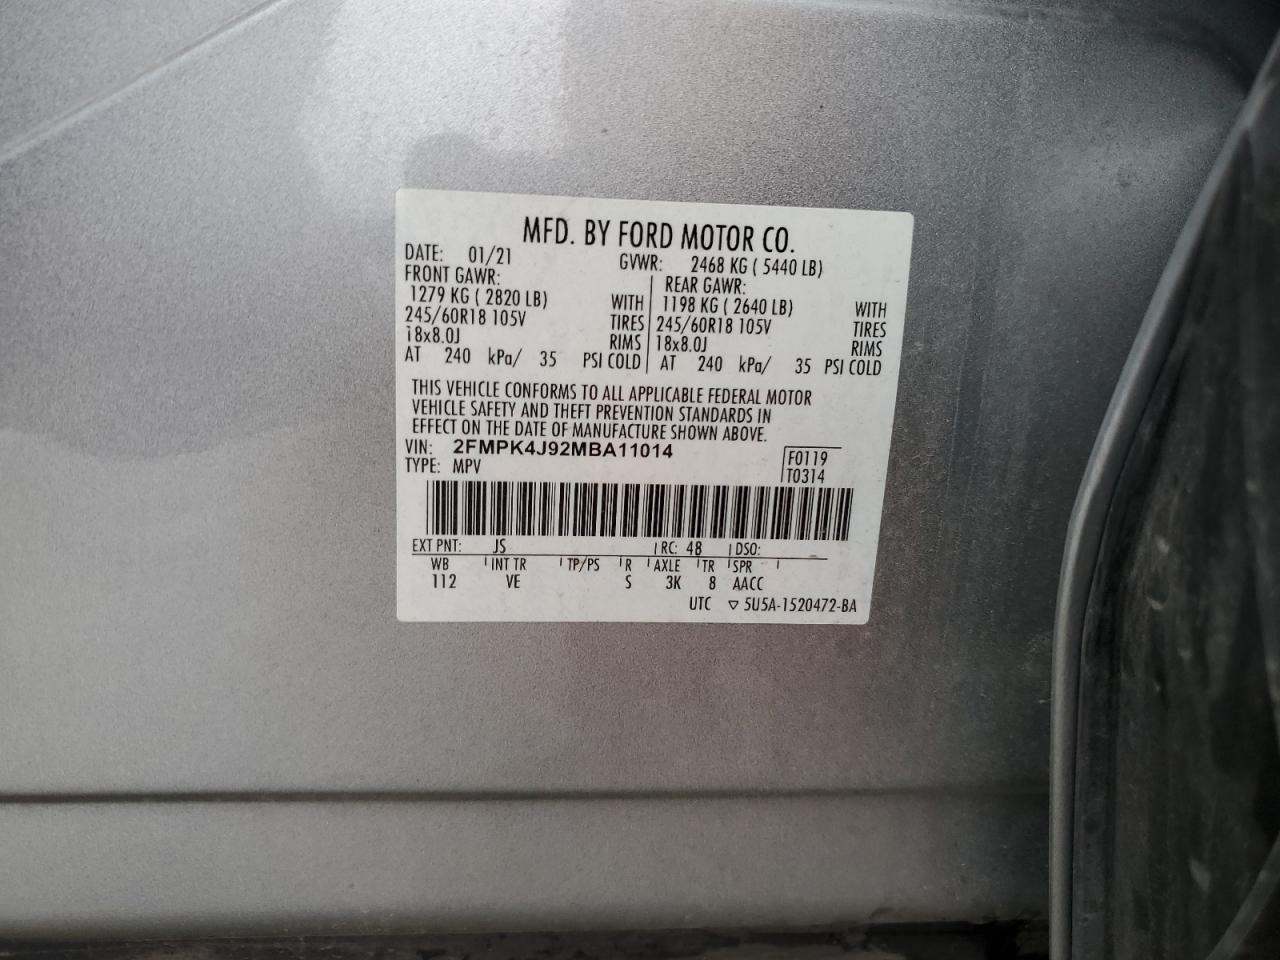 MFD. BY FORD MOTOR CO.
DATE: 01/21 GVWR: 2468 KG ( 5440 LB)
FRONT GAWR: REAR GAWR:
1279 KG ( 2820 LB) WITH 1198 KG ( 2640 LB) WITH
245/60R18 105V TIRES 245/60R18 105V TIRES
18x8.0J RIMS 18x8.0J RIMS
AT 240 kPa/ 35 PSI COLD AT 240 kPa/ 35 PSI COLD
THIS VEHICLE CONFORMS TO ALL APPLICABLE FEDERAL MOTOR
VEHICLE SAFETY AND THEFT PREVENTION STANDARDS IN
EFFECT ON THE DATE OF MANUFACTURE SHOWN ABOVE.
VIN: 2FMPK4J92MBA11014 F0119
TYPE: MPV T0314
EXT PNT: JS RC: 48 DSO:
WB INT TR TP/PS R AXLE TR SPR
112 VE S 3K 8 AACC
UTC ▽ 5U5A-1520472-BA